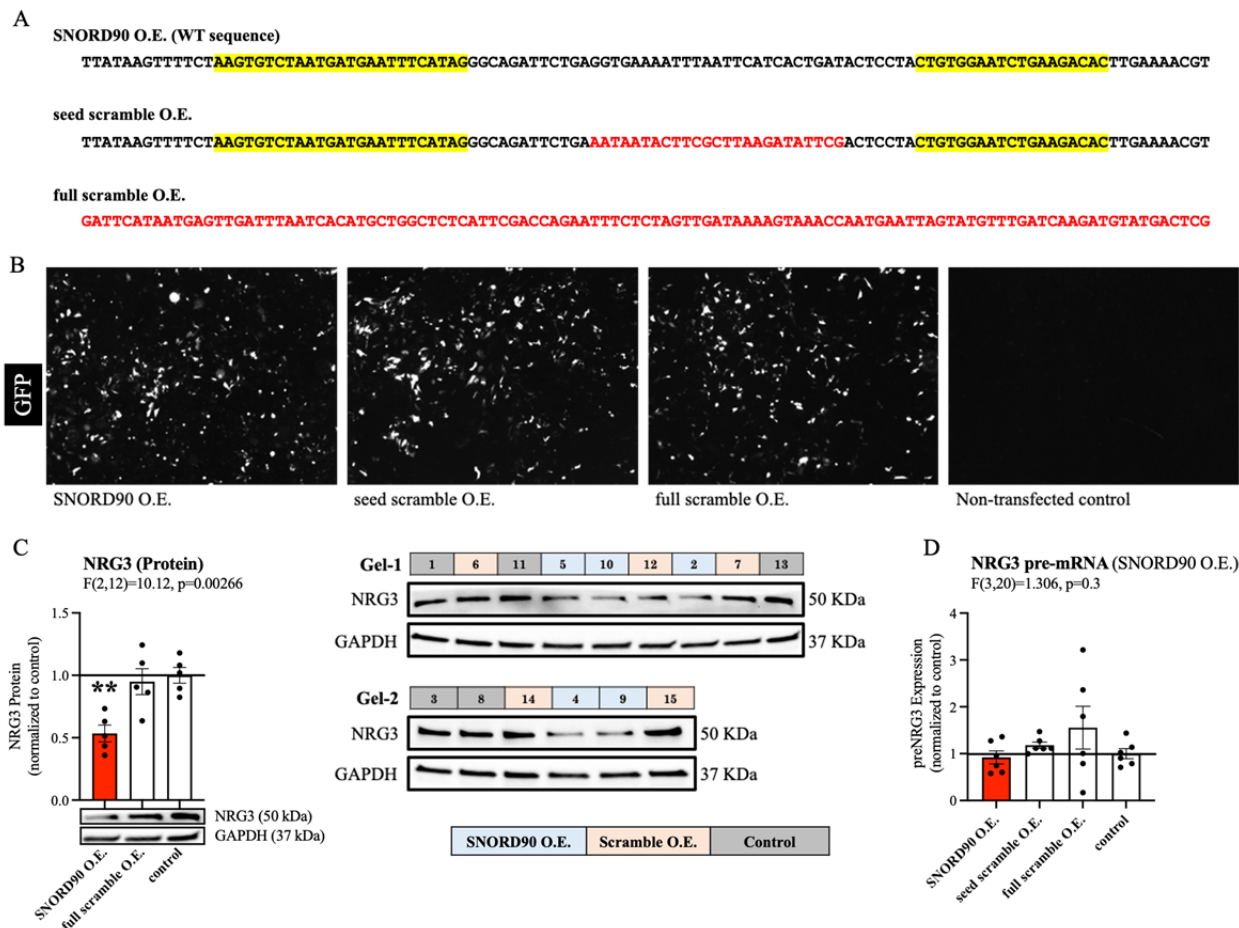 A
SNORD90 O.E. (WT sequence)
TTATAAGTTTTCTAAGTGTCTAATGATGAATTTCATAGGGCAGATTCTGAGGTGAAAATTTAATTCATCACTGATACTCCTACTGTGGAATCTGAAGACACTTGAAAACGT
seed scramble O.E.
TTATAAGTTTTCTAAGTGTCTAATGATGAATTTCATAGGGCAGATTCTGAAATAATACTTCGCTTAAGATATTCGACTCCTACTGTGGAATCTGAAGACACTTGAAAACGT
full scramble O.E.
GATTCATAATGAGTTGATTTAATCACATGCTGGCTCTCATTCGACCAGAATTTCTCTAGTTGATAAAAGTAAACCAATGAATTAGTATGTTTGATCAAGATGTATGACTCG
B
GFP
SNORD90 O.E.
seed scramble O.E.
full scramble O.E.
Non-transfected control
C
NRG3 (Protein)
F(2,12)=10.12, p=0.00266
NRG3 Protein
(normalized to control)
1.5
1.0
0.5
0.0
**
NRG3 (50 kDa)
GAPDH (37 kDa)
SNORD90 O.E.
full scramble O.E.
control
Gel-1 1 6 11 5 10 12 2 7 13
NRG3 50 KDa
GAPDH 37 KDa
Gel-2 3 8 14 4 9 15
NRG3 50 KDa
GAPDH 37 KDa
SNORD90 O.E. Scramble O.E. Control
D
NRG3 pre-mRNA (SNORD90 O.E.)
F(3,20)=1.306, p=0.3
preNRG3 Expression
(normalized to control)
4
3
2
1
0
SNORD90 O.E.
seed scramble O.E.
full scramble O.E.
control